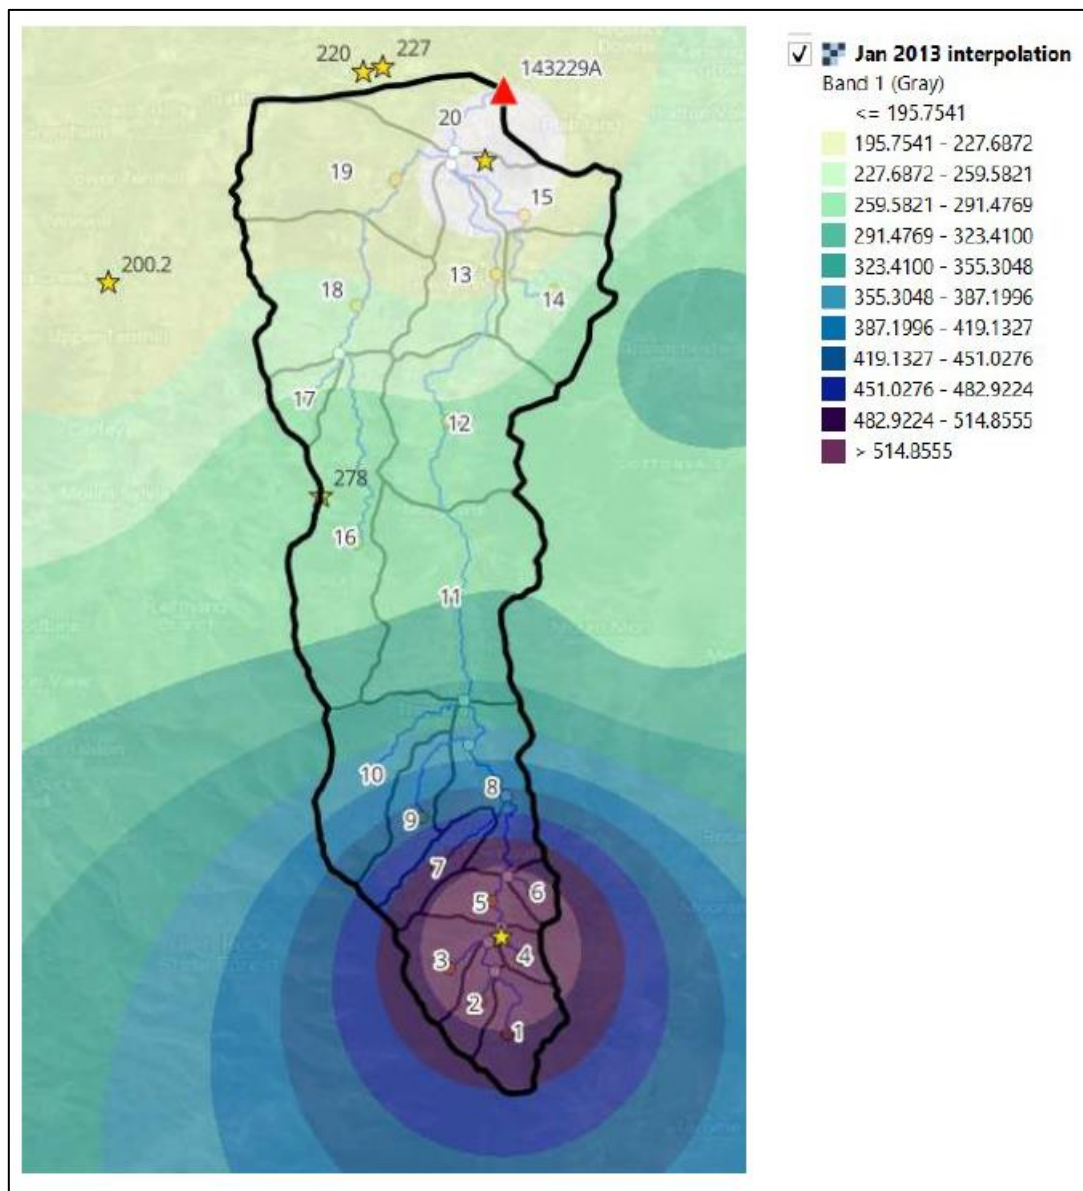 Jan 2013 interpolation
Band 1 (Gray)
<= 195.7541
195.7541 - 227.6872
227.6872 - 259.5821
259.5821 - 291.4769
291.4769 - 323.4100
323.4100 - 355.3048
355.3048 - 387.1996
387.1996 - 419.1327
419.1327 - 451.0276
451.0276 - 482.9224
482.9224 - 514.8555
> 514.8555
220
227
143229A
20
19
15
200.2
13
18
14
17
12
278
16
11
10
8
9
7
6
5
3
4
2
1